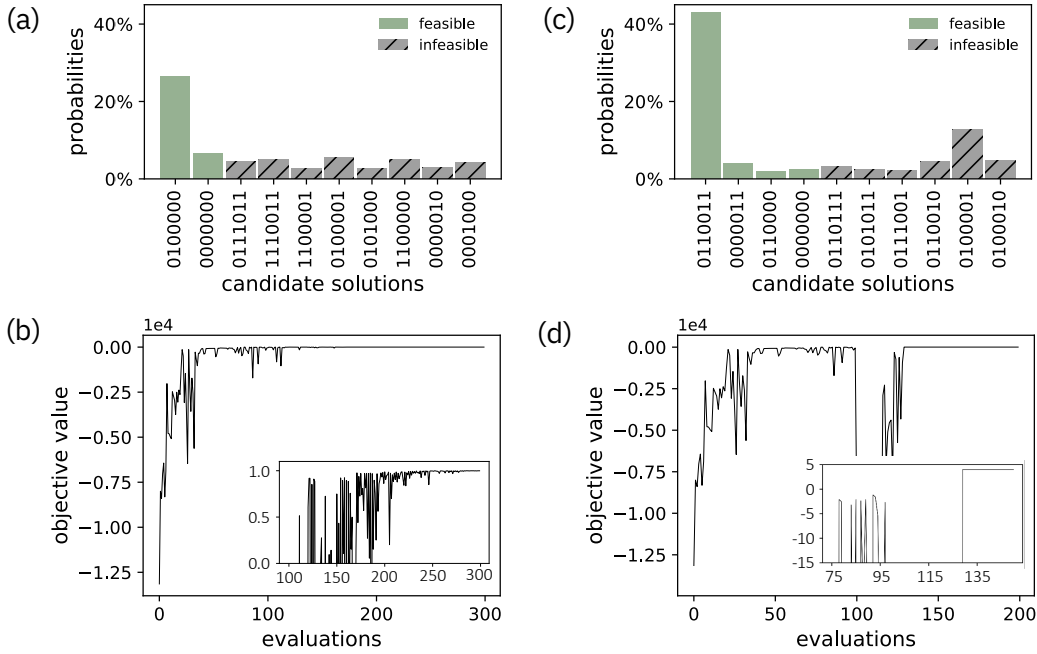 (a)
probabilities
40%
20%
0%
feasible
infeasible
0100000
0000000
0111011
1110011
1100001
0100001
0101000
1100000
0000010
0001000
candidate solutions
(c)
probabilities
40%
20%
0%
feasible
infeasible
0110011
0000011
0110000
0000000
0111011
0101011
0110001
0110010
0100001
0100010
candidate solutions
(b)
1e4
objective value
0.00
−0.25
−0.50
−0.75
−1.00
−1.25
1.0
0.5
0.0
100 150 200 250 300
0 100 200 300
evaluations
(d)
1e4
objective value
0.00
−0.25
−0.50
−0.75
−1.00
−1.25
5
0
-5
-10
-15
75 95 115 135
0 50 100 150 200
evaluations